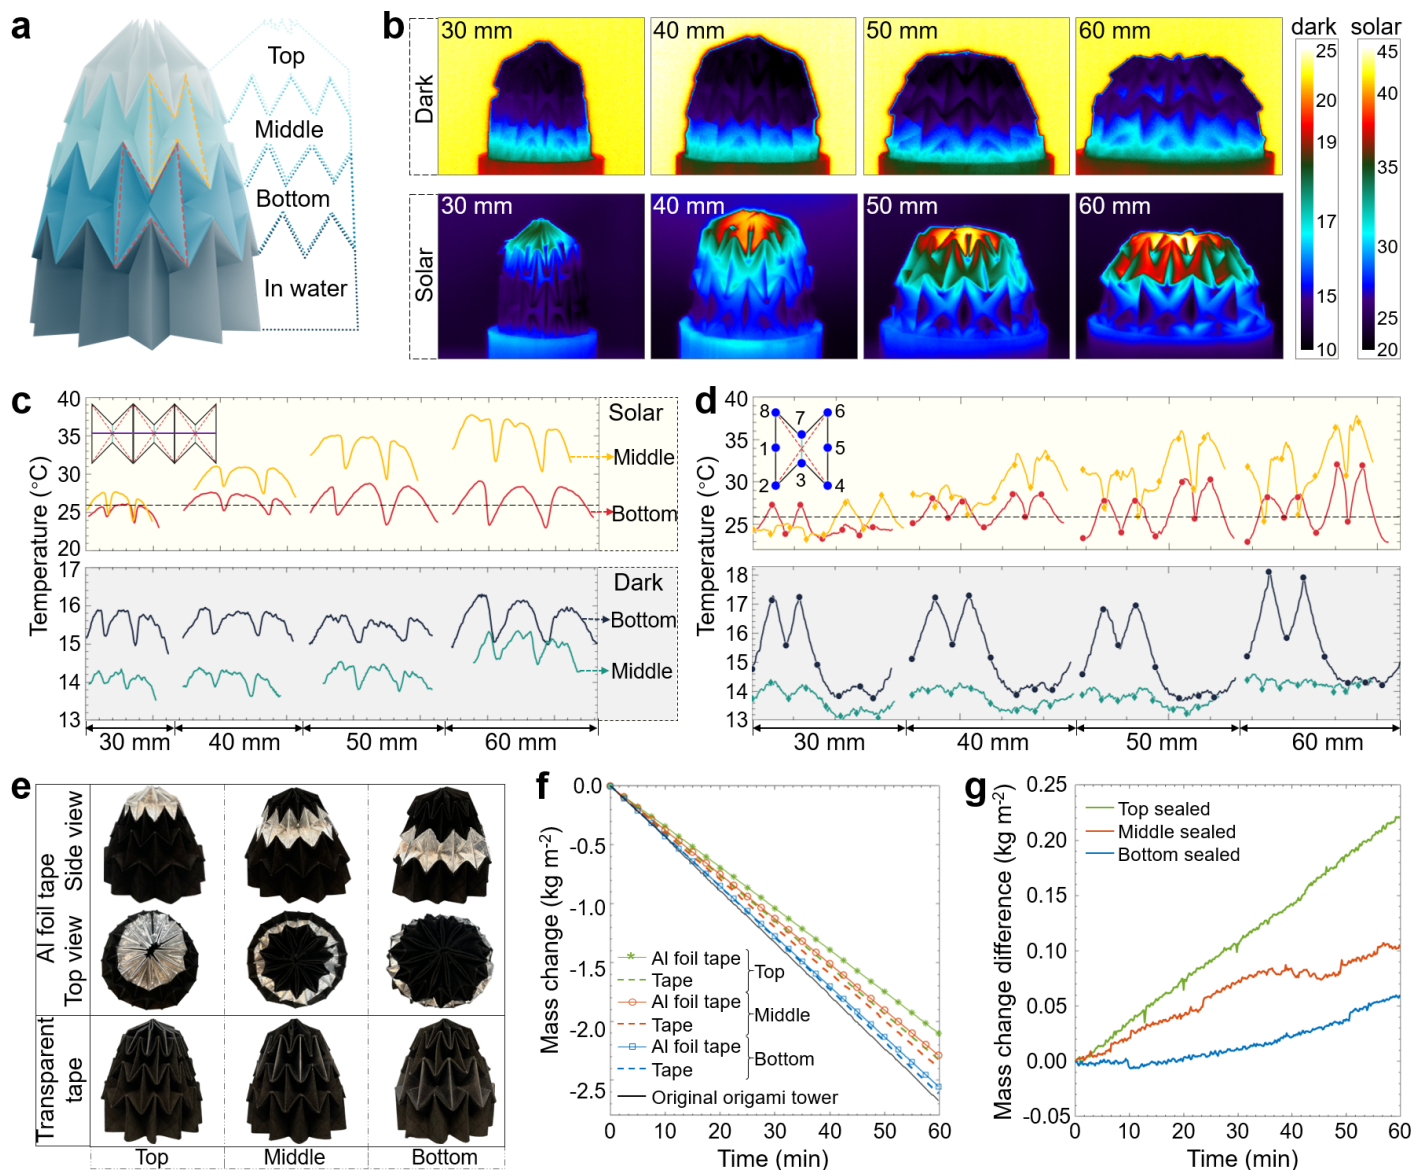 a
Top
Middle
Bottom
In water
b
30 mm
40 mm
50 mm
60 mm
Dark
30 mm
40 mm
50 mm
60 mm
Solar
dark
solar
25
20
19
18
17
15
10
45
40
35
30
25
20
c
Temperature (°C)
40
35
30
25
20
Solar
Middle
Bottom
17
16
15
14
13
Dark
Bottom
Middle
30 mm
40 mm
50 mm
60 mm
d
Temperature (°C)
40
35
30
25
8
7
6
1
5
2
3
4
18
17
16
15
14
13
30 mm
40 mm
50 mm
60 mm
e
Al foil tape
Side view
Top view
Transparent
tape
Top
Middle
Bottom
f
Mass change (kg m-2)
0.0
-0.5
-1.0
-1.5
-2.0
-2.5
Al foil tape
Tape
Top
Al foil tape
Tape
Middle
Al foil tape
Tape
Bottom
Original origami tower
0 10 20 30 40 50 60
Time (min)
g
Mass change difference (kg m-2)
0.25
0.20
0.15
0.10
0.05
0.00
-0.05
Top sealed
Middle sealed
Bottom sealed
0 10 20 30 40 50 60
Time (min)